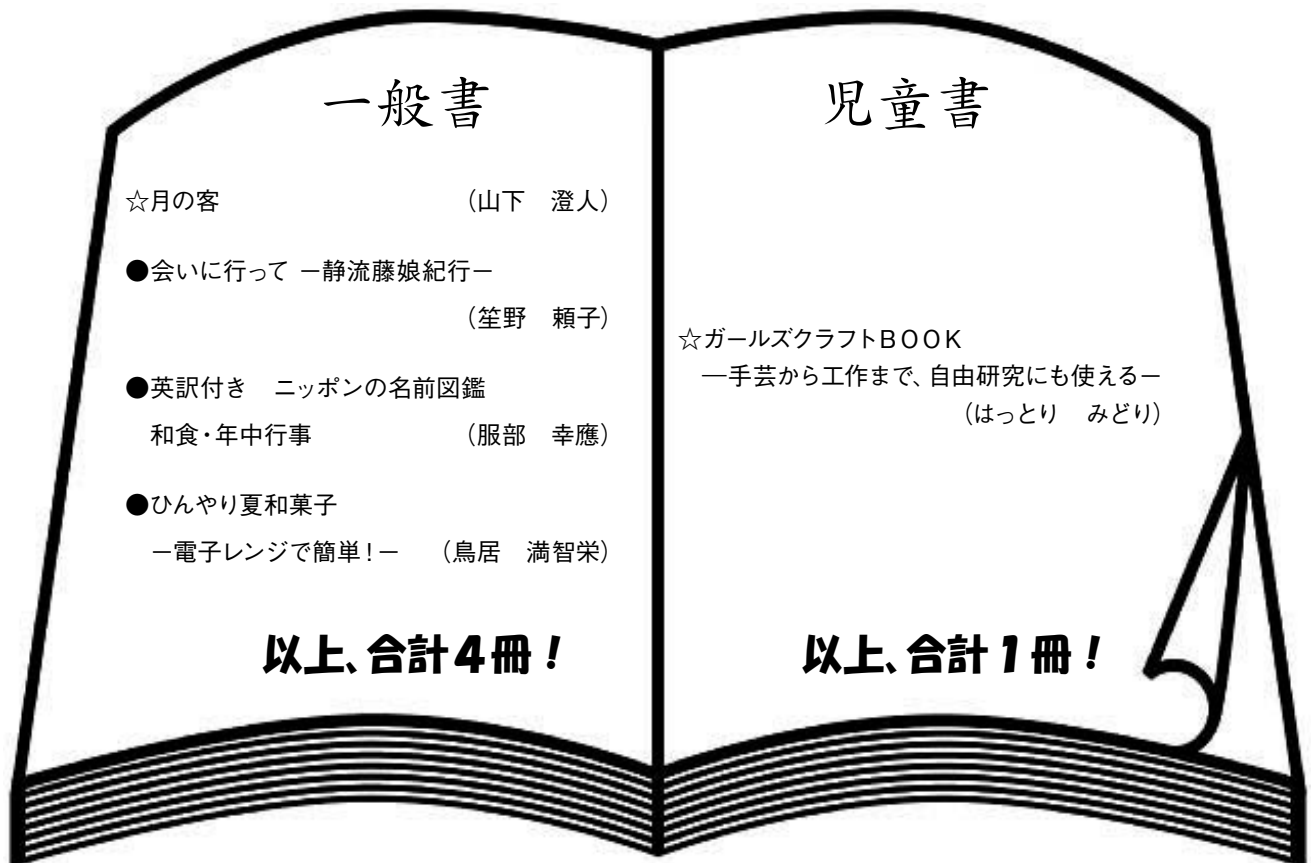 一般書
☆月の客 (山下 澄人)
●会いに行って －静流藤娘紀行－
(笙野 頼子)
●英訳付き ニッポンの名前図鑑
和食・年中行事 (服部 幸應)
●ひんやり夏和菓子
－電子レンジで簡単！－ (鳥居 満智栄)
以上、合計４冊！
児童書
☆ガールズクラフトＢＯＯＫ
―手芸から工作まで、自由研究にも使える－
(はっとり みどり)
以上、合計１冊！